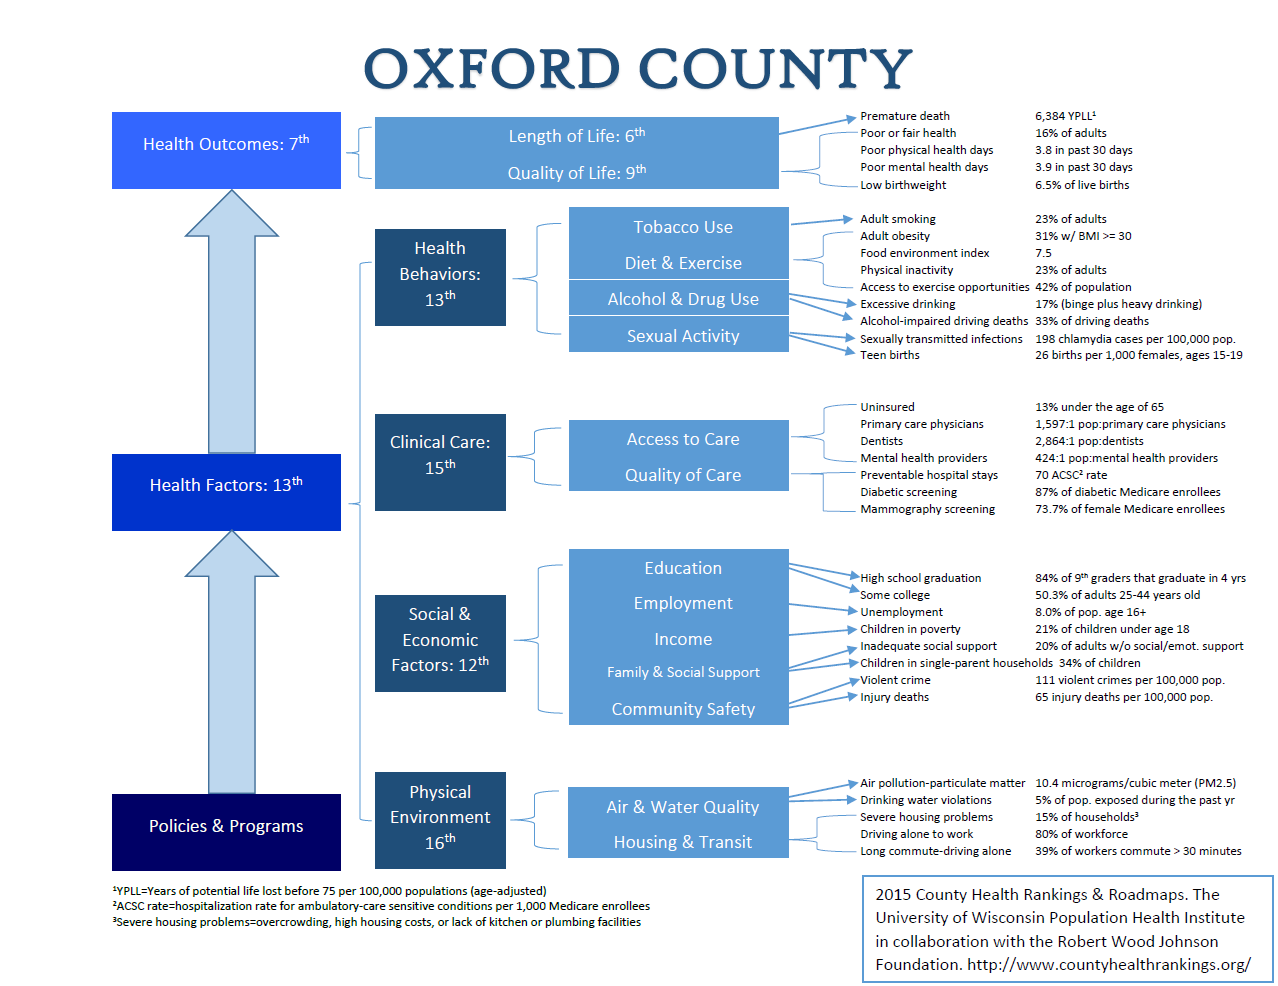 OXFORD COUNTY
Health Outcomes: 7th
Length of Life: 6th
Quality of Life: 9th
Premature death 6,384 YPLL¹
Poor or fair health 16% of adults
Poor physical health days 3.8 in past 30 days
Poor mental health days 3.9 in past 30 days
Low birthweight 6.5% of live births
Health
Behaviors:
13th
Tobacco Use
Diet & Exercise
Alcohol & Drug Use
Sexual Activity
Adult smoking 23% of adults
Adult obesity 31% w/ BMI >= 30
Food environment index 7.5
Physical inactivity 23% of adults
Access to exercise opportunities 42% of population
Excessive drinking 17% (binge plus heavy drinking)
Alcohol-impaired driving deaths 33% of driving deaths
Sexually transmitted infections 198 chlamydia cases per 100,000 pop.
Teen births 26 births per 1,000 females, ages 15-19
Health Factors: 13th
Clinical Care:
15th
Access to Care
Quality of Care
Uninsured 13% under the age of 65
Primary care physicians 1,597:1 pop:primary care physicians
Dentists 2,864:1 pop:dentists
Mental health providers 424:1 pop:mental health providers
Preventable hospital stays 70 ACSC² rate
Diabetic screening 87% of diabetic Medicare enrollees
Mammography screening 73.7% of female Medicare enrollees
Social &
Economic
Factors: 12th
Education
Employment
Income
Family & Social Support
Community Safety
High school graduation 84% of 9th graders that graduate in 4 yrs
Some college 50.3% of adults 25-44 years old
Unemployment 8.0% of pop. age 16+
Children in poverty 21% of children under age 18
Inadequate social support 20% of adults w/o social/emot. support
Children in single-parent households 34% of children
Violent crime 111 violent crimes per 100,000 pop.
Injury deaths 65 injury deaths per 100,000 pop.
Policies & Programs
Physical
Environment
16th
Air & Water Quality
Housing & Transit
Air pollution-particulate matter 10.4 micrograms/cubic meter (PM2.5)
Drinking water violations 5% of pop. exposed during the past yr
Severe housing problems 15% of households³
Driving alone to work 80% of workforce
Long commute-driving alone 39% of workers commute > 30 minutes
¹YPLL=Years of potential life lost before 75 per 100,000 populations (age-adjusted)
²ACSC rate=hospitalization rate for ambulatory-care sensitive conditions per 1,000 Medicare enrollees
³Severe housing problems=overcrowding, high housing costs, or lack of kitchen or plumbing facilities
2015 County Health Rankings & Roadmaps. The
University of Wisconsin Population Health Institute
in collaboration with the Robert Wood Johnson
Foundation. http://www.countyhealthrankings.org/